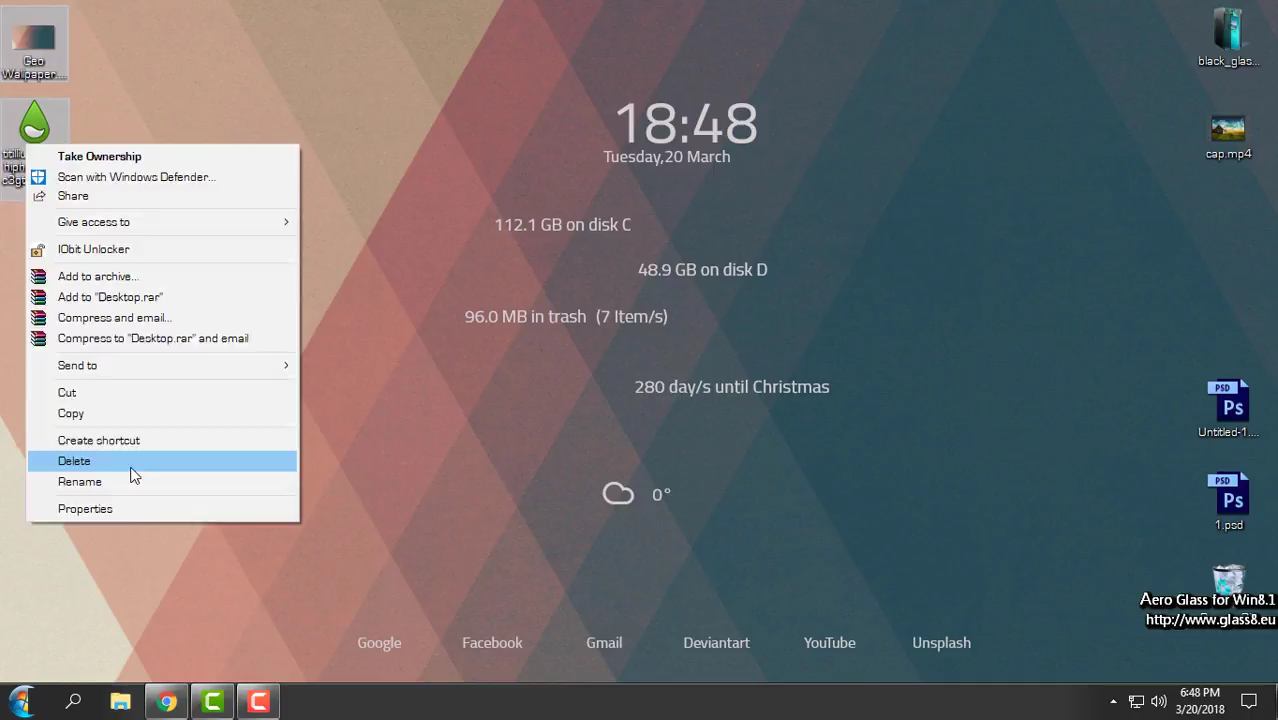 Geo
Wallpaper....
Take Ownership
Scan with Windows Defender...
Share
Give access to
IObit Unlocker
Add to archive...
Add to "Desktop.rar"
Compress and email...
Compress to "Desktop.rar" and email
Send to
Cut
Copy
Create shortcut
Delete
Rename
Properties
18:48
Tuesday,20 March
112.1 GB on disk C
48.9 GB on disk D
96.0 MB in trash (7 Item/s)
280 day/s until Christmas
0°
Google
Facebook
Gmail
Deviantart
YouTube
Unsplash
black_glas...
cap.mp4
PSD
Ps
Untitled-1....
PSD
Ps
1.psd
Aero Glass for Win8.1
http://www.glass8.eu
6:48 PM
3/20/2018